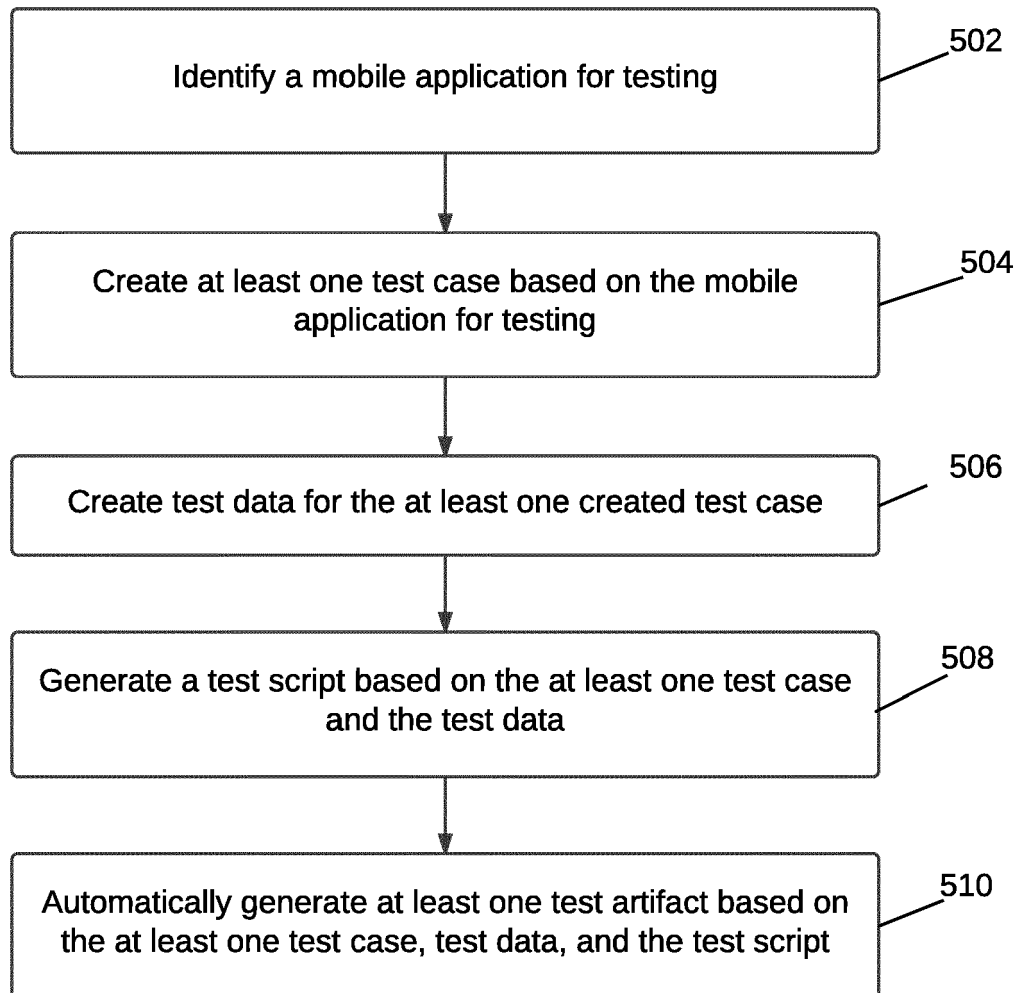 502
Identify a mobile application for testing
504
Create at least one test case based on the mobile
application for testing
506
Create test data for the at least one created test case
508
Generate a test script based on the at least one test case
and the test data
510
Automatically generate at least one test artifact based on
the at least one test case, test data, and the test script